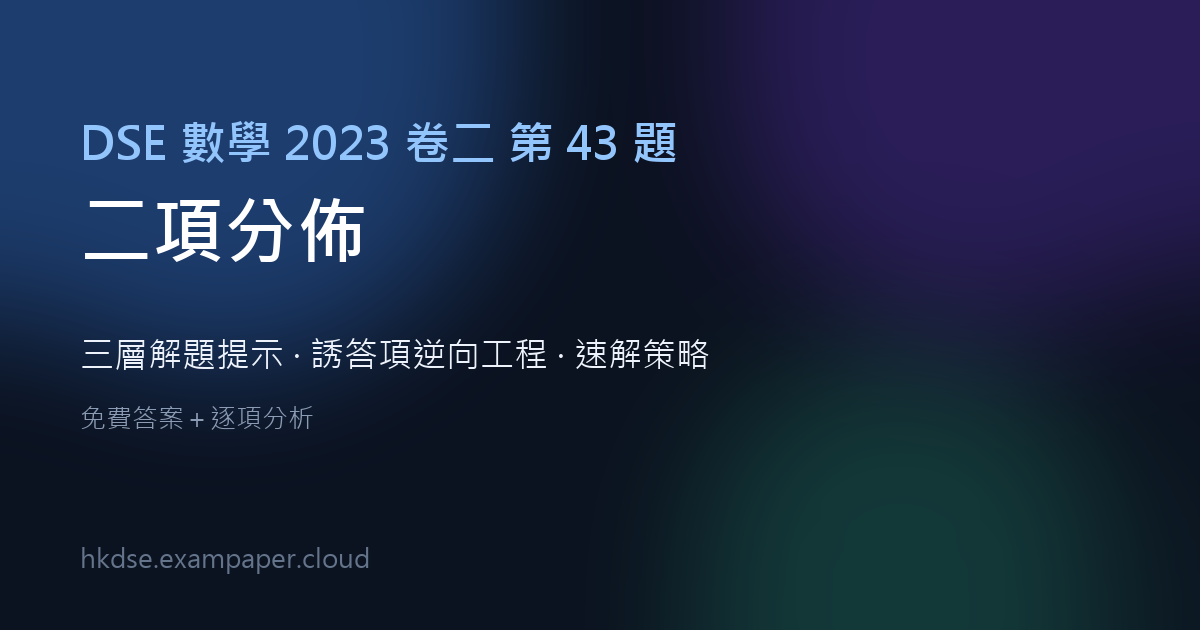 DSE 數學 2023 卷二 第 43 題
二項分佈
三層解題提示 · 誘答項逆向工程 · 速解策略
免費答案 + 逐項分析
hkdse.exampaper.cloud